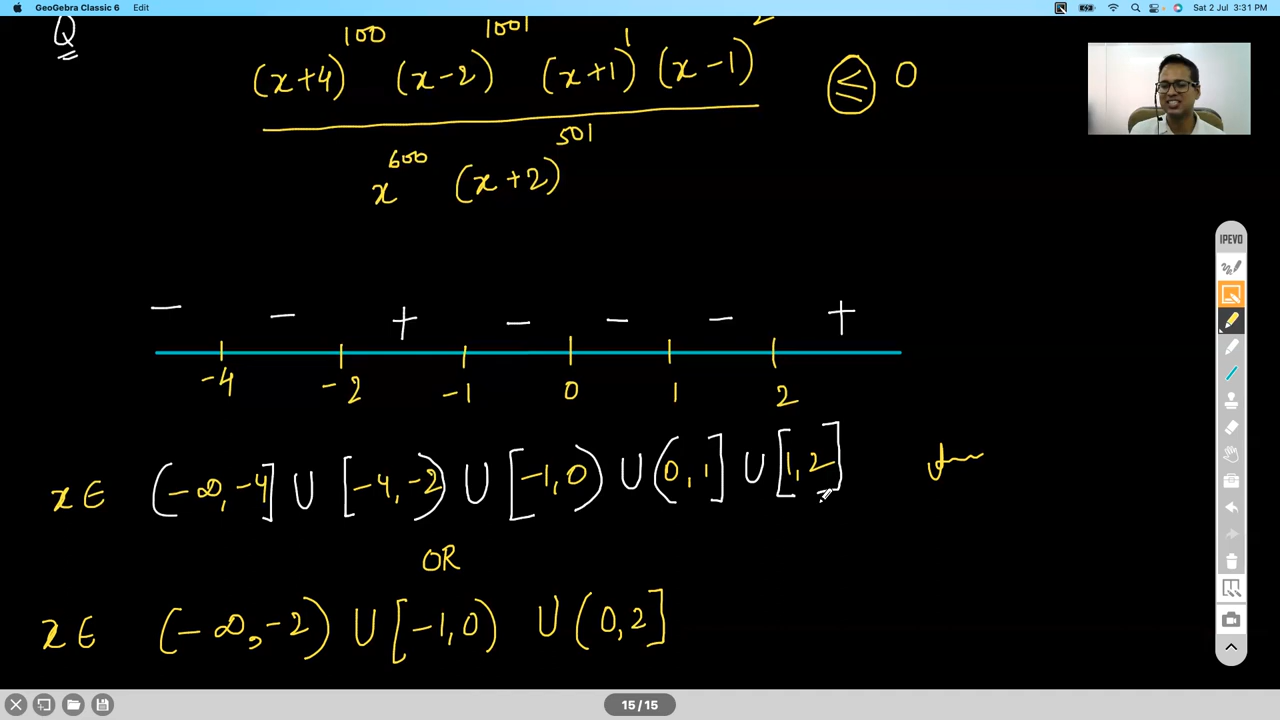 GeoGebra Classic 6 Edit Sat 2 Jul 3:31 PM
Q
(x+4)^100 (x-2)^1001 (x+1)^1 (x-1)^2 ≤ 0
x^600 (x+2)^501
IPEVO
− − + − − − +
-4 -2 -1 0 1 2
x ∈ (-∞, -4] ∪ [-4, -2) ∪ [-1, 0) ∪ (0, 1] ∪ [1, 2]
OR
x ∈ (-∞, -2) ∪ [-1, 0) ∪ (0, 2]
15/15